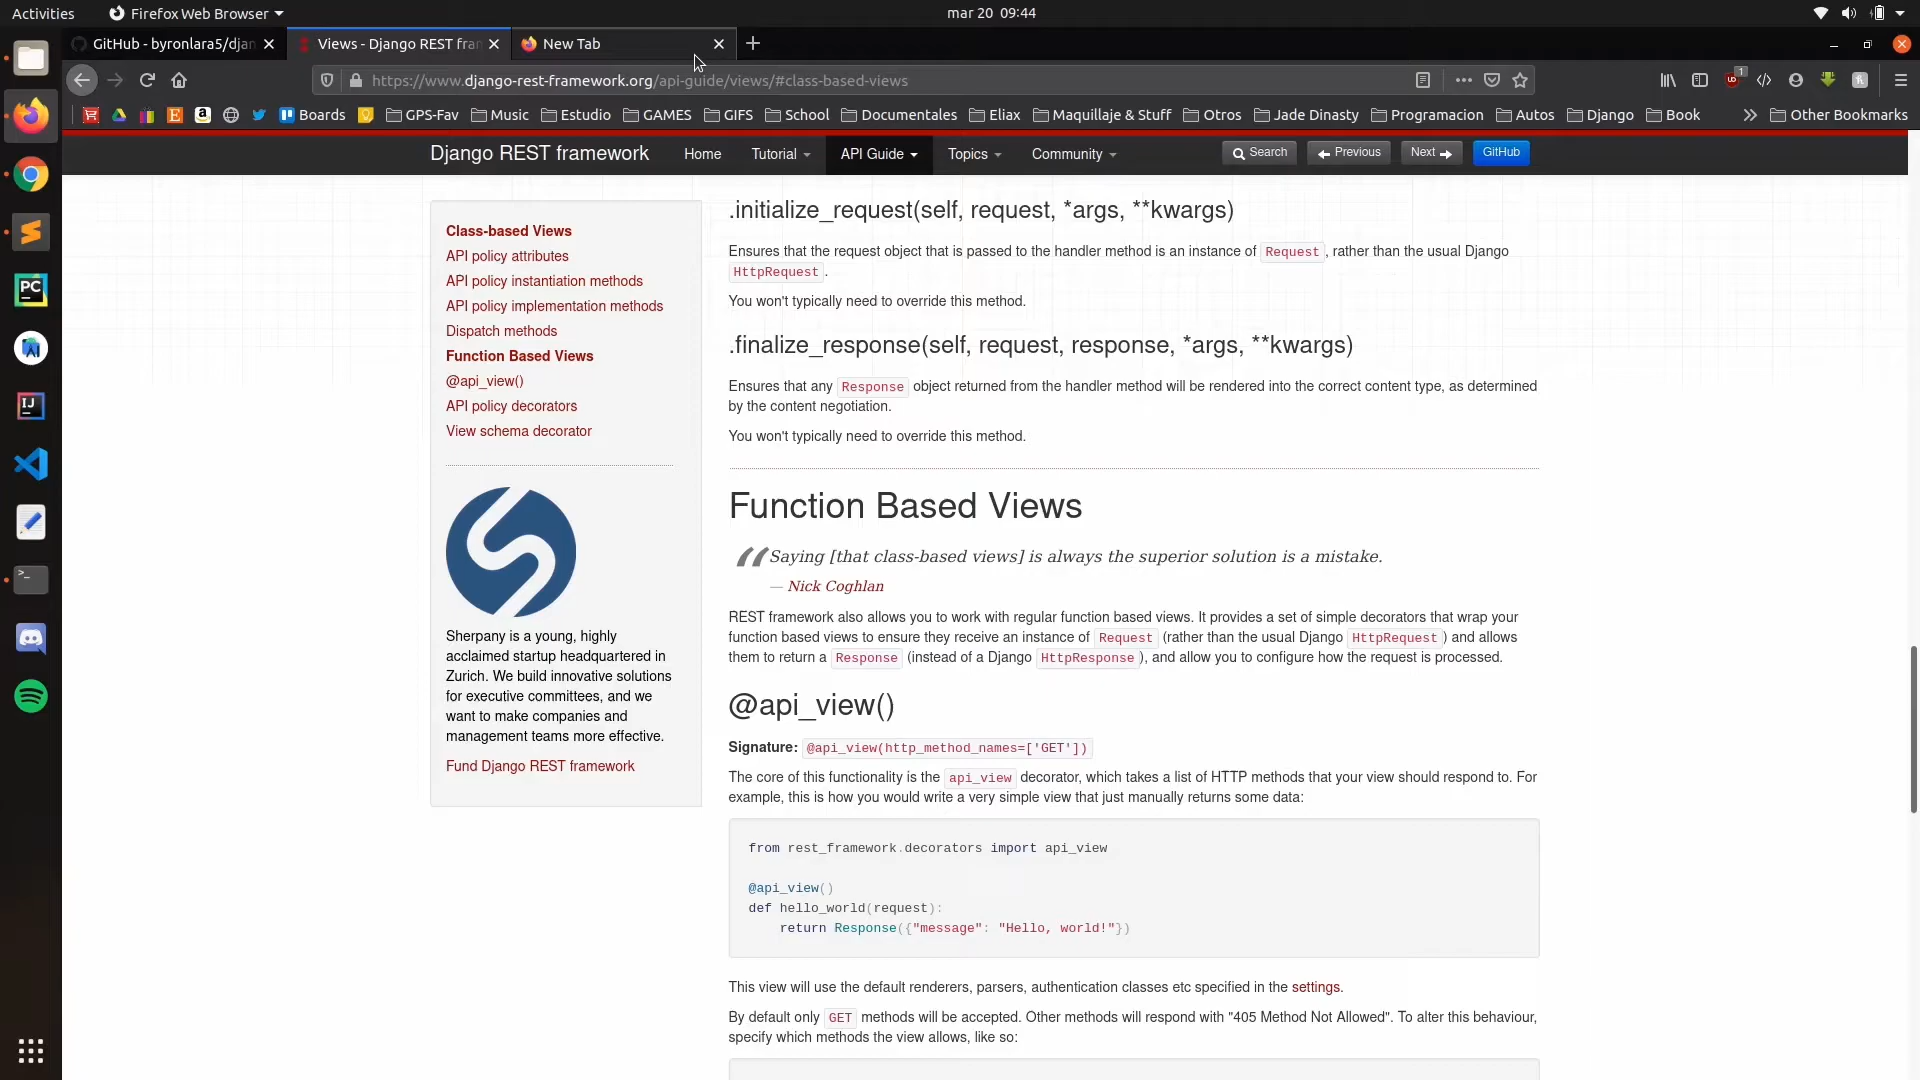 Activities
Firefox Web Browser
mar 20 09:44
GitHub - byronlara5/djan
Views - Django REST fra
New Tab
https://www.django-rest-framework.org/api-guide/views/#class-based-views
1
Boards
GPS-Fav
Music
Estudio
GAMES
GIFS
School
Documentales
Eliax
Maquillaje & Stuff
Otros
Jade Dinasty
Programacion
Autos
Django
Book
Other Bookmarks
Django REST framework
Home
Tutorial
API Guide
Topics
Community
Search
Previous
Next
GitHub
Class-based Views
API policy attributes
API policy instantiation methods
API policy implementation methods
Dispatch methods
Function Based Views
@api_view()
API policy decorators
View schema decorator
Sherpany is a young, highly
acclaimed startup headquartered in
Zurich. We build innovative solutions
for executive committees, and we
want to make companies and
management teams more effective.
Fund Django REST framework
.initialize_request(self, request, *args, **kwargs)
Ensures that the request object that is passed to the handler method is an instance of Request, rather than the usual Django
HttpRequest.
You won't typically need to override this method.
.finalize_response(self, request, response, *args, **kwargs)
Ensures that any Response object returned from the handler method will be rendered into the correct content type, as determined
by the content negotiation.
You won't typically need to override this method.
Function Based Views
“Saying [that class-based views] is always the superior solution is a mistake.
— Nick Coghlan
REST framework also allows you to work with regular function based views. It provides a set of simple decorators that wrap your
function based views to ensure they receive an instance of Request (rather than the usual Django HttpRequest) and allows
them to return a Response (instead of a Django HttpResponse), and allow you to configure how the request is processed.
@api_view()
Signature: @api_view(http_method_names=['GET'])
The core of this functionality is the api_view decorator, which takes a list of HTTP methods that your view should respond to. For
example, this is how you would write a very simple view that just manually returns some data:
from rest_framework.decorators import api_view
@api_view()
def hello_world(request):
    return Response({"message": "Hello, world!"})
This view will use the default renderers, parsers, authentication classes etc specified in the settings.
By default only GET methods will be accepted. Other methods will respond with "405 Method Not Allowed". To alter this behaviour,
specify which methods the view allows, like so: